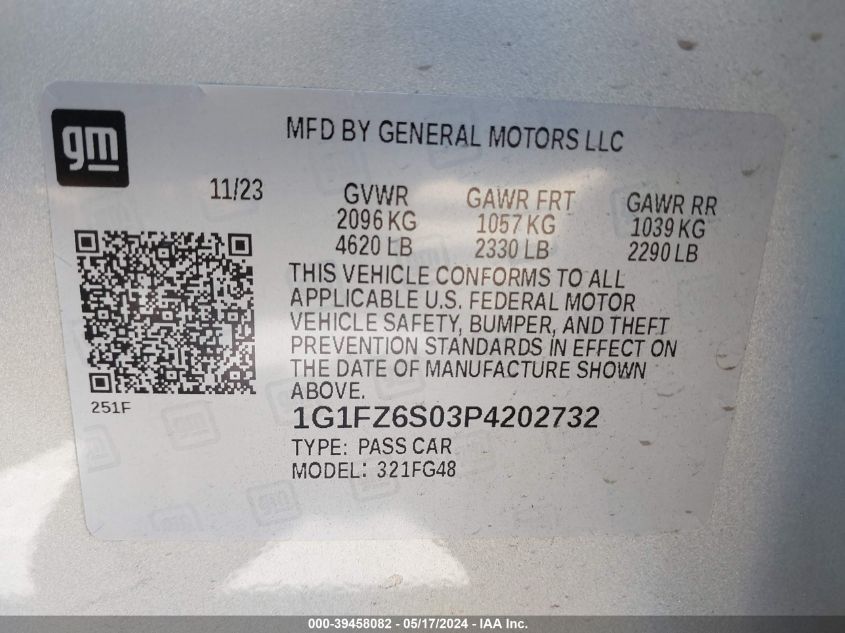 gm
MFD BY GENERAL MOTORS LLC
11/23 GVWR GAWR FRT GAWR RR
2096 KG 1057 KG 1039 KG
4620 LB 2330 LB 2290 LB
THIS VEHICLE CONFORMS TO ALL
APPLICABLE U.S. FEDERAL MOTOR
VEHICLE SAFETY, BUMPER, AND THEFT
PREVENTION STANDARDS IN EFFECT ON
THE DATE OF MANUFACTURE SHOWN
ABOVE.
251F
1G1FZ6S03P4202732
TYPE: PASS CAR
MODEL: 321FG48
000-39458082 - 05/17/2024 - IAA Inc.